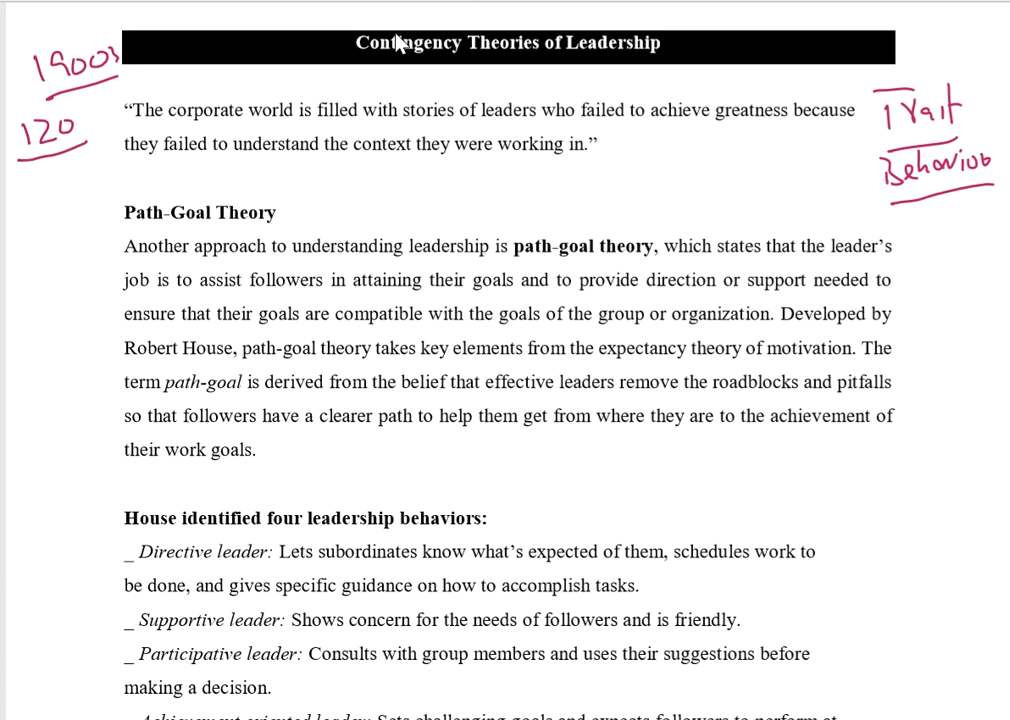 Contingency Theories of Leadership
1900s
120
Trait
Behavior
“The corporate world is filled with stories of leaders who failed to achieve greatness because
they failed to understand the context they were working in.”
Path-Goal Theory
Another approach to understanding leadership is path-goal theory, which states that the leader’s
job is to assist followers in attaining their goals and to provide direction or support needed to
ensure that their goals are compatible with the goals of the group or organization. Developed by
Robert House, path-goal theory takes key elements from the expectancy theory of motivation. The
term path-goal is derived from the belief that effective leaders remove the roadblocks and pitfalls
so that followers have a clearer path to help them get from where they are to the achievement of
their work goals.
House identified four leadership behaviors:
_ Directive leader: Lets subordinates know what’s expected of them, schedules work to
be done, and gives specific guidance on how to accomplish tasks.
_ Supportive leader: Shows concern for the needs of followers and is friendly.
_ Participative leader: Consults with group members and uses their suggestions before
making a decision.